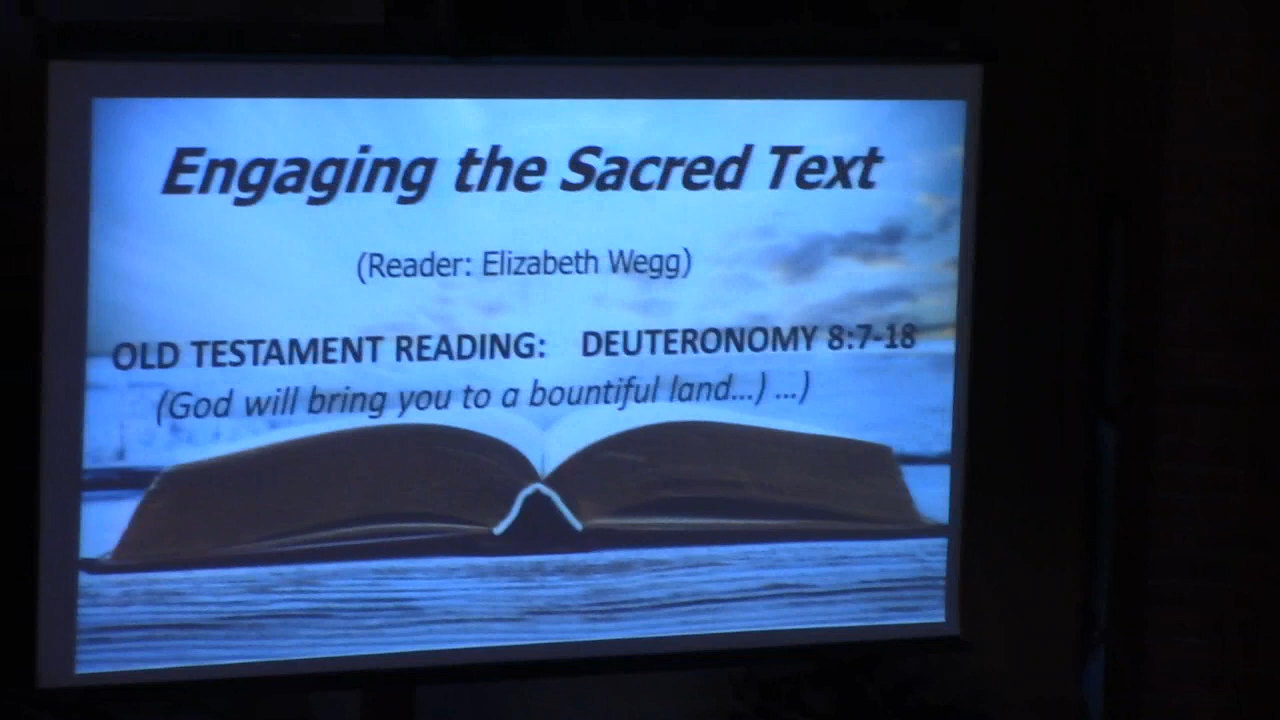 Engaging the Sacred Text
(Reader: Elizabeth Wegg)
OLD TESTAMENT READING: DEUTERONOMY 8:7-18
(God will bring you to a bountiful land...) ...)